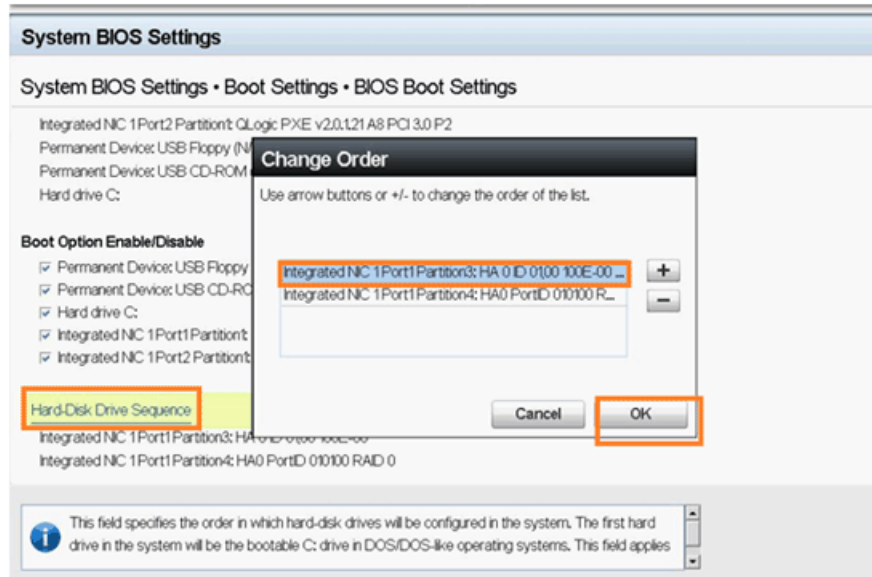 System BIOS Settings
System BIOS Settings • Boot Settings • BIOS Boot Settings
Integrated NIC 1 Port2 Partition1: QLogic PXE v2.0.1.21 A8 PCI 3.0 P2
Permanent Device: USB Floppy (N/
Permanent Device: USB CD-ROM
Hard drive C:
Boot Option Enable/Disable
Permanent Device: USB Floppy
Permanent Device: USB CD-RO
Hard drive C:
Integrated NIC 1 Port1 Partition1:
Integrated NIC 1 Port2 Partition1:
Hard-Disk Drive Sequence
Integrated NIC 1 Port1 Partition3: HA 0 ID 01,00 100E-00
Integrated NIC 1 Port1 Partition4: HA0 PortID 010100 RAID 0
Change Order
Use arrow buttons or +/- to change the order of the list.
Integrated NIC 1 Port1 Partition3: HA 0 ID 01,00 100E-00 ...
Integrated NIC 1 Port1 Partition4: HA0 PortID 010100 R...
+
−
Cancel
OK
This field specifies the order in which hard-disk drives will be configured in the system. The first hard
drive in the system will be the bootable C: drive in DOS/DOS-like operating systems. This field applies